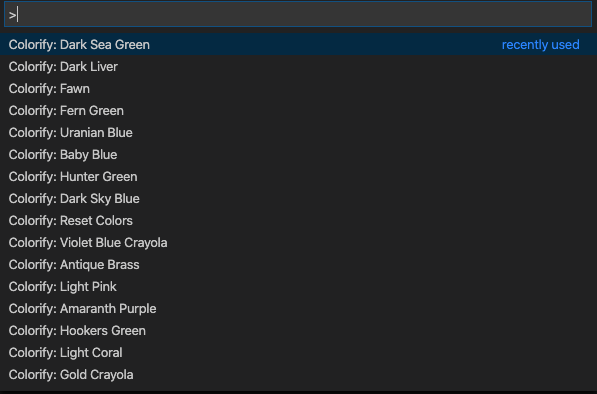 >
Colorify: Dark Sea Green recently used
Colorify: Dark Liver
Colorify: Fawn
Colorify: Fern Green
Colorify: Uranian Blue
Colorify: Baby Blue
Colorify: Hunter Green
Colorify: Dark Sky Blue
Colorify: Reset Colors
Colorify: Violet Blue Crayola
Colorify: Antique Brass
Colorify: Light Pink
Colorify: Amaranth Purple
Colorify: Hookers Green
Colorify: Light Coral
Colorify: Gold Crayola